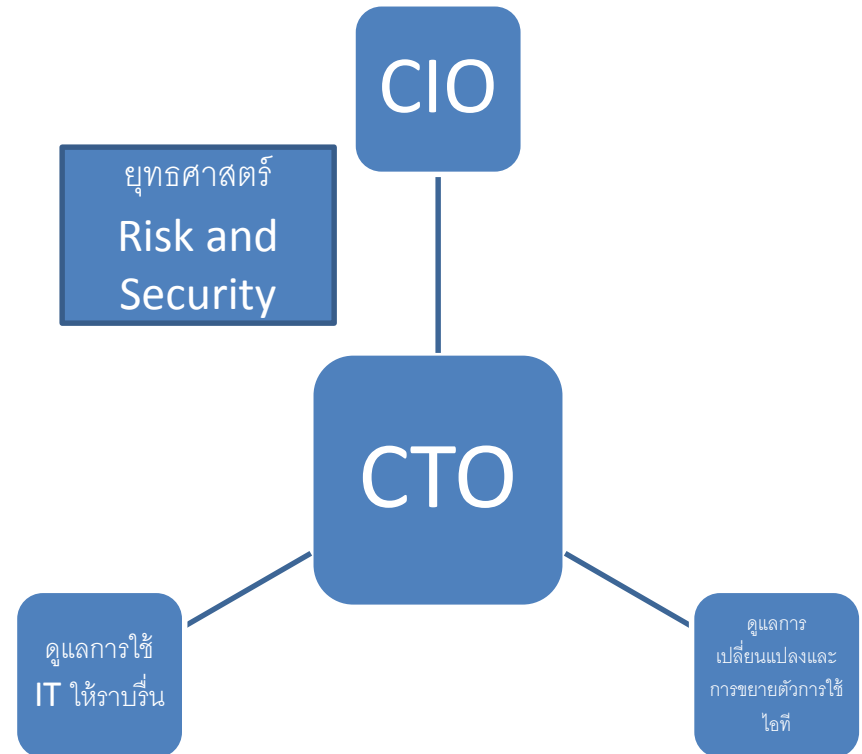 CIO
ยุทธศาสตร์
Risk and
Security
CTO
ดูแลการใช้
IT ให้ราบรื่น
ดูแลการ
เปลี่ยนแปลงและ
การขยายตัวการใช้
ไอที